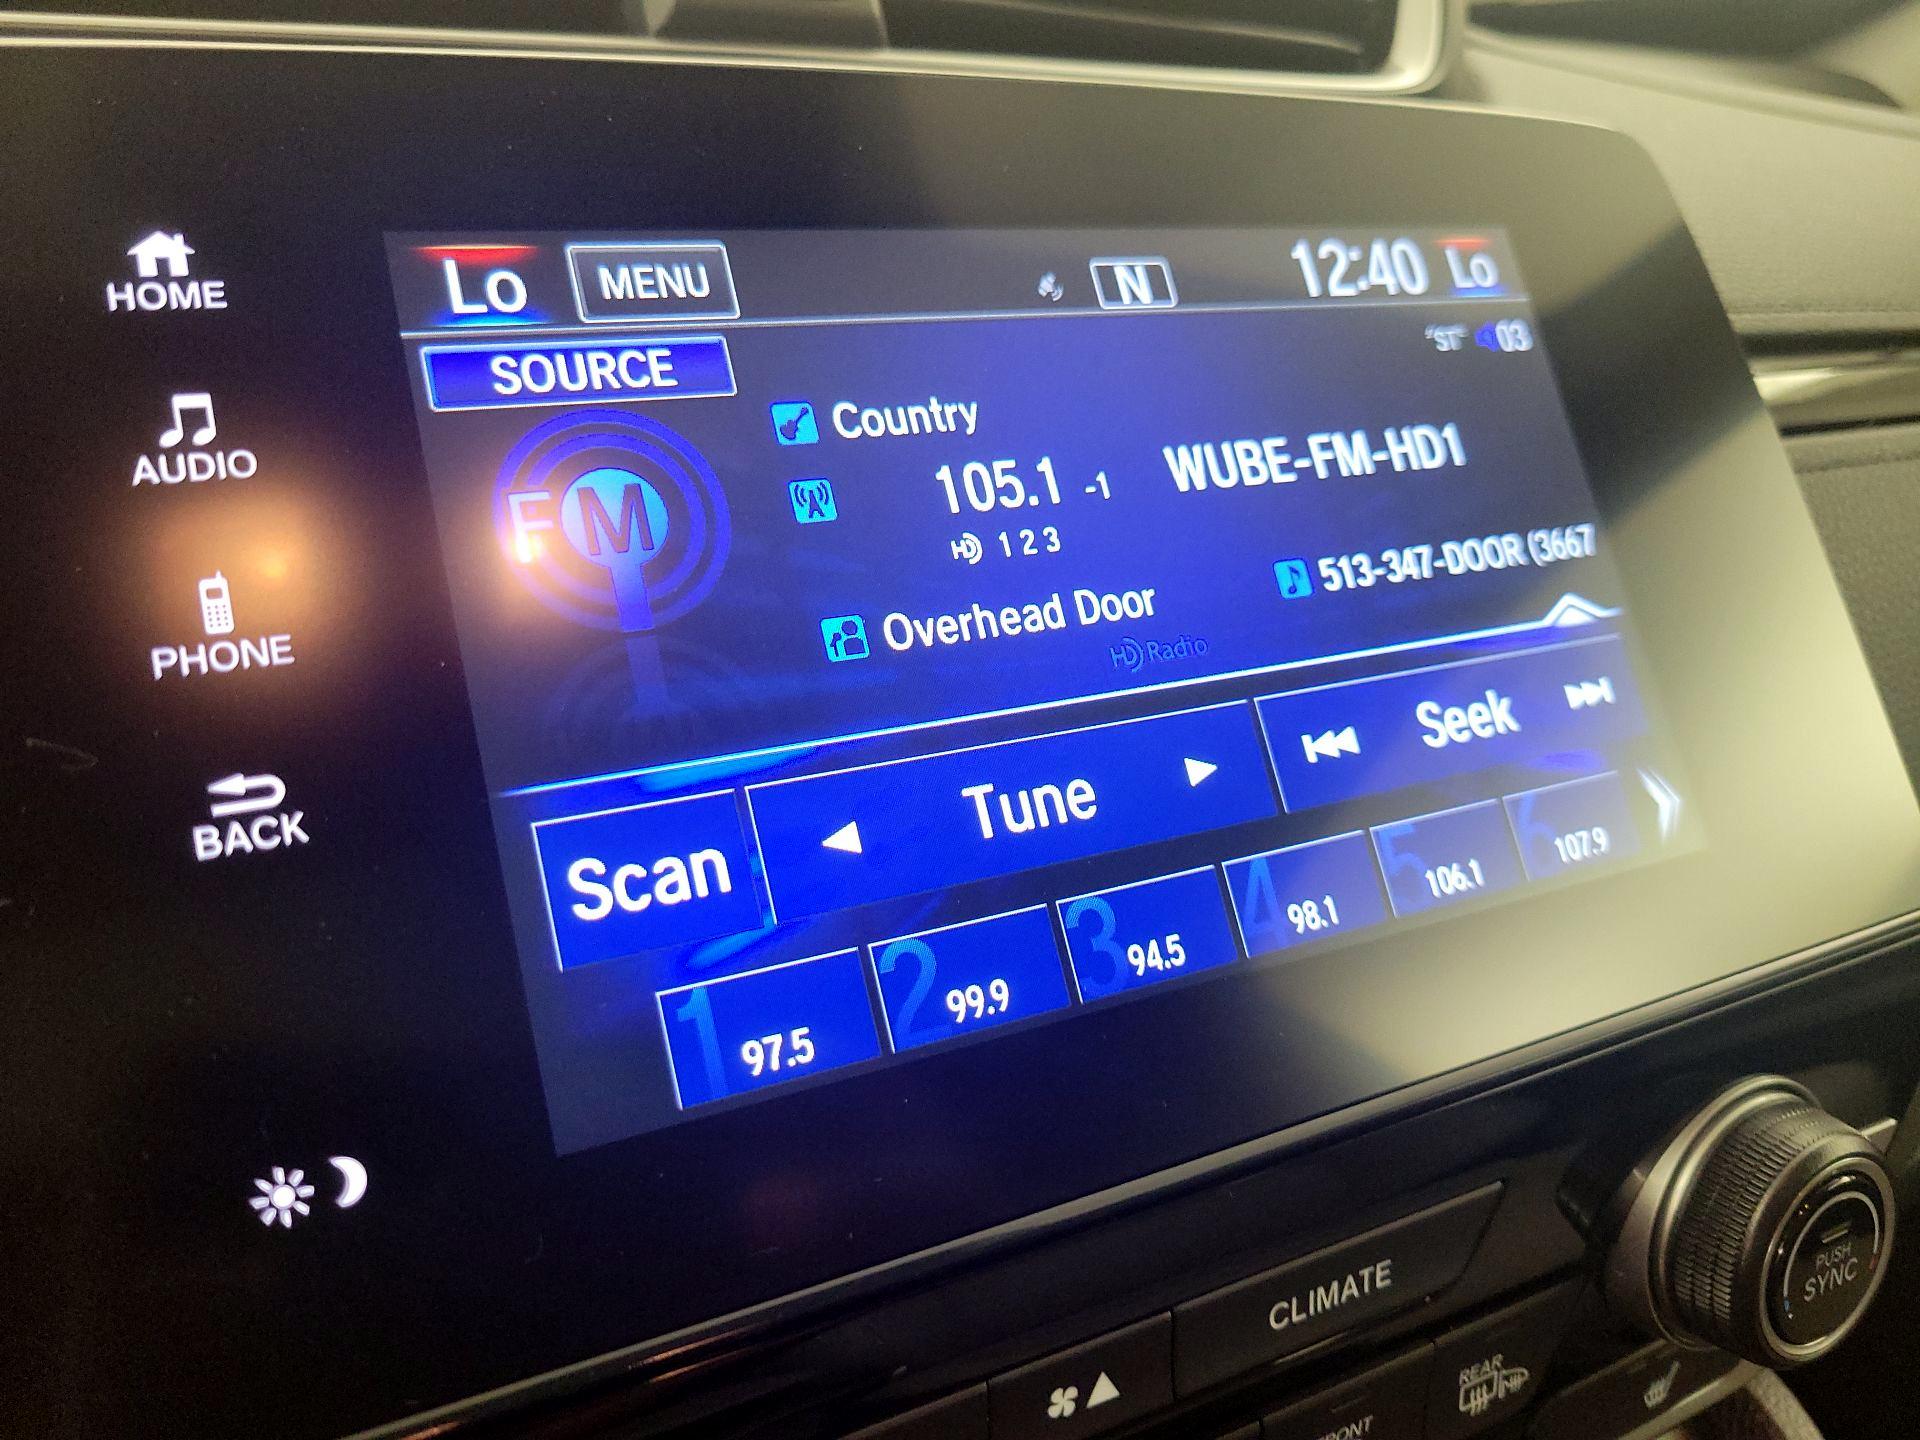 HOME
AUDIO
PHONE
BACK
Lo
MENU
N
12:40
Lo
"ST"
03
SOURCE
FM
Country
105.1 -1
WUBE-FM-HD1
HD 1 2 3
Overhead Door
513-347-DOOR (3667
HD Radio
Scan
Tune
Seek
1 97.5
2 99.9
3 94.5
4 98.1
5 106.1
6 107.9
CLIMATE
PUSH
SYNC
REAR
FRONT